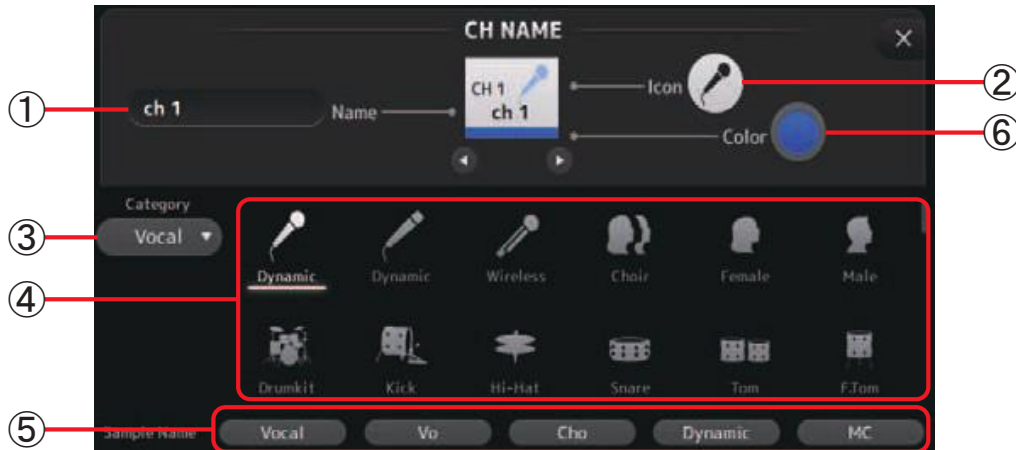 CH NAME
×
① ch 1 Name CH 1 Icon ②
ch 1 Color ⑥
Category
③ Vocal
④ Dynamic Dynamic Wireless Choir Female Male
Drumkit Kick Hi-Hat Snare Tom F.Tom
⑤ Sample Name Vocal Vo Cho Dynamic MC